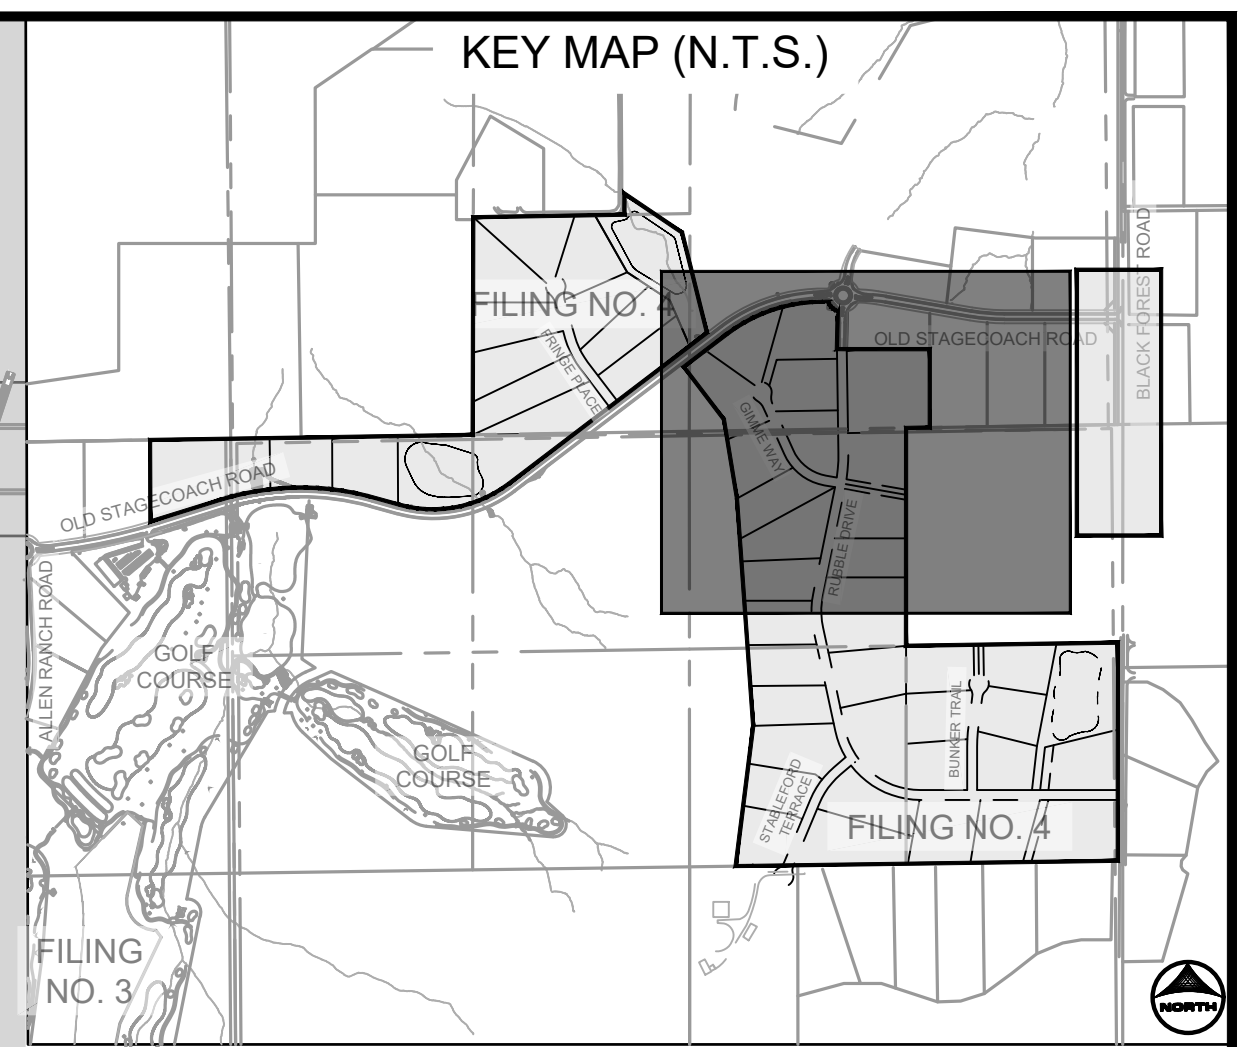 KEY MAP (N.T.S.)
BLACK FOREST ROAD
FILING NO. 4
OLD STAGECOACH ROAD
FRINGE PLACE
GIMME WAY
OLD STAGECOACH ROAD
RUBBLE DRIVE
ALLEN RANCH ROAD
GOLF
COURSE
BUNKER TRAIL
GOLF
COURSE
STABLEFORD
TERRACE
FILING NO. 4
FILING
NO. 3
NORTH